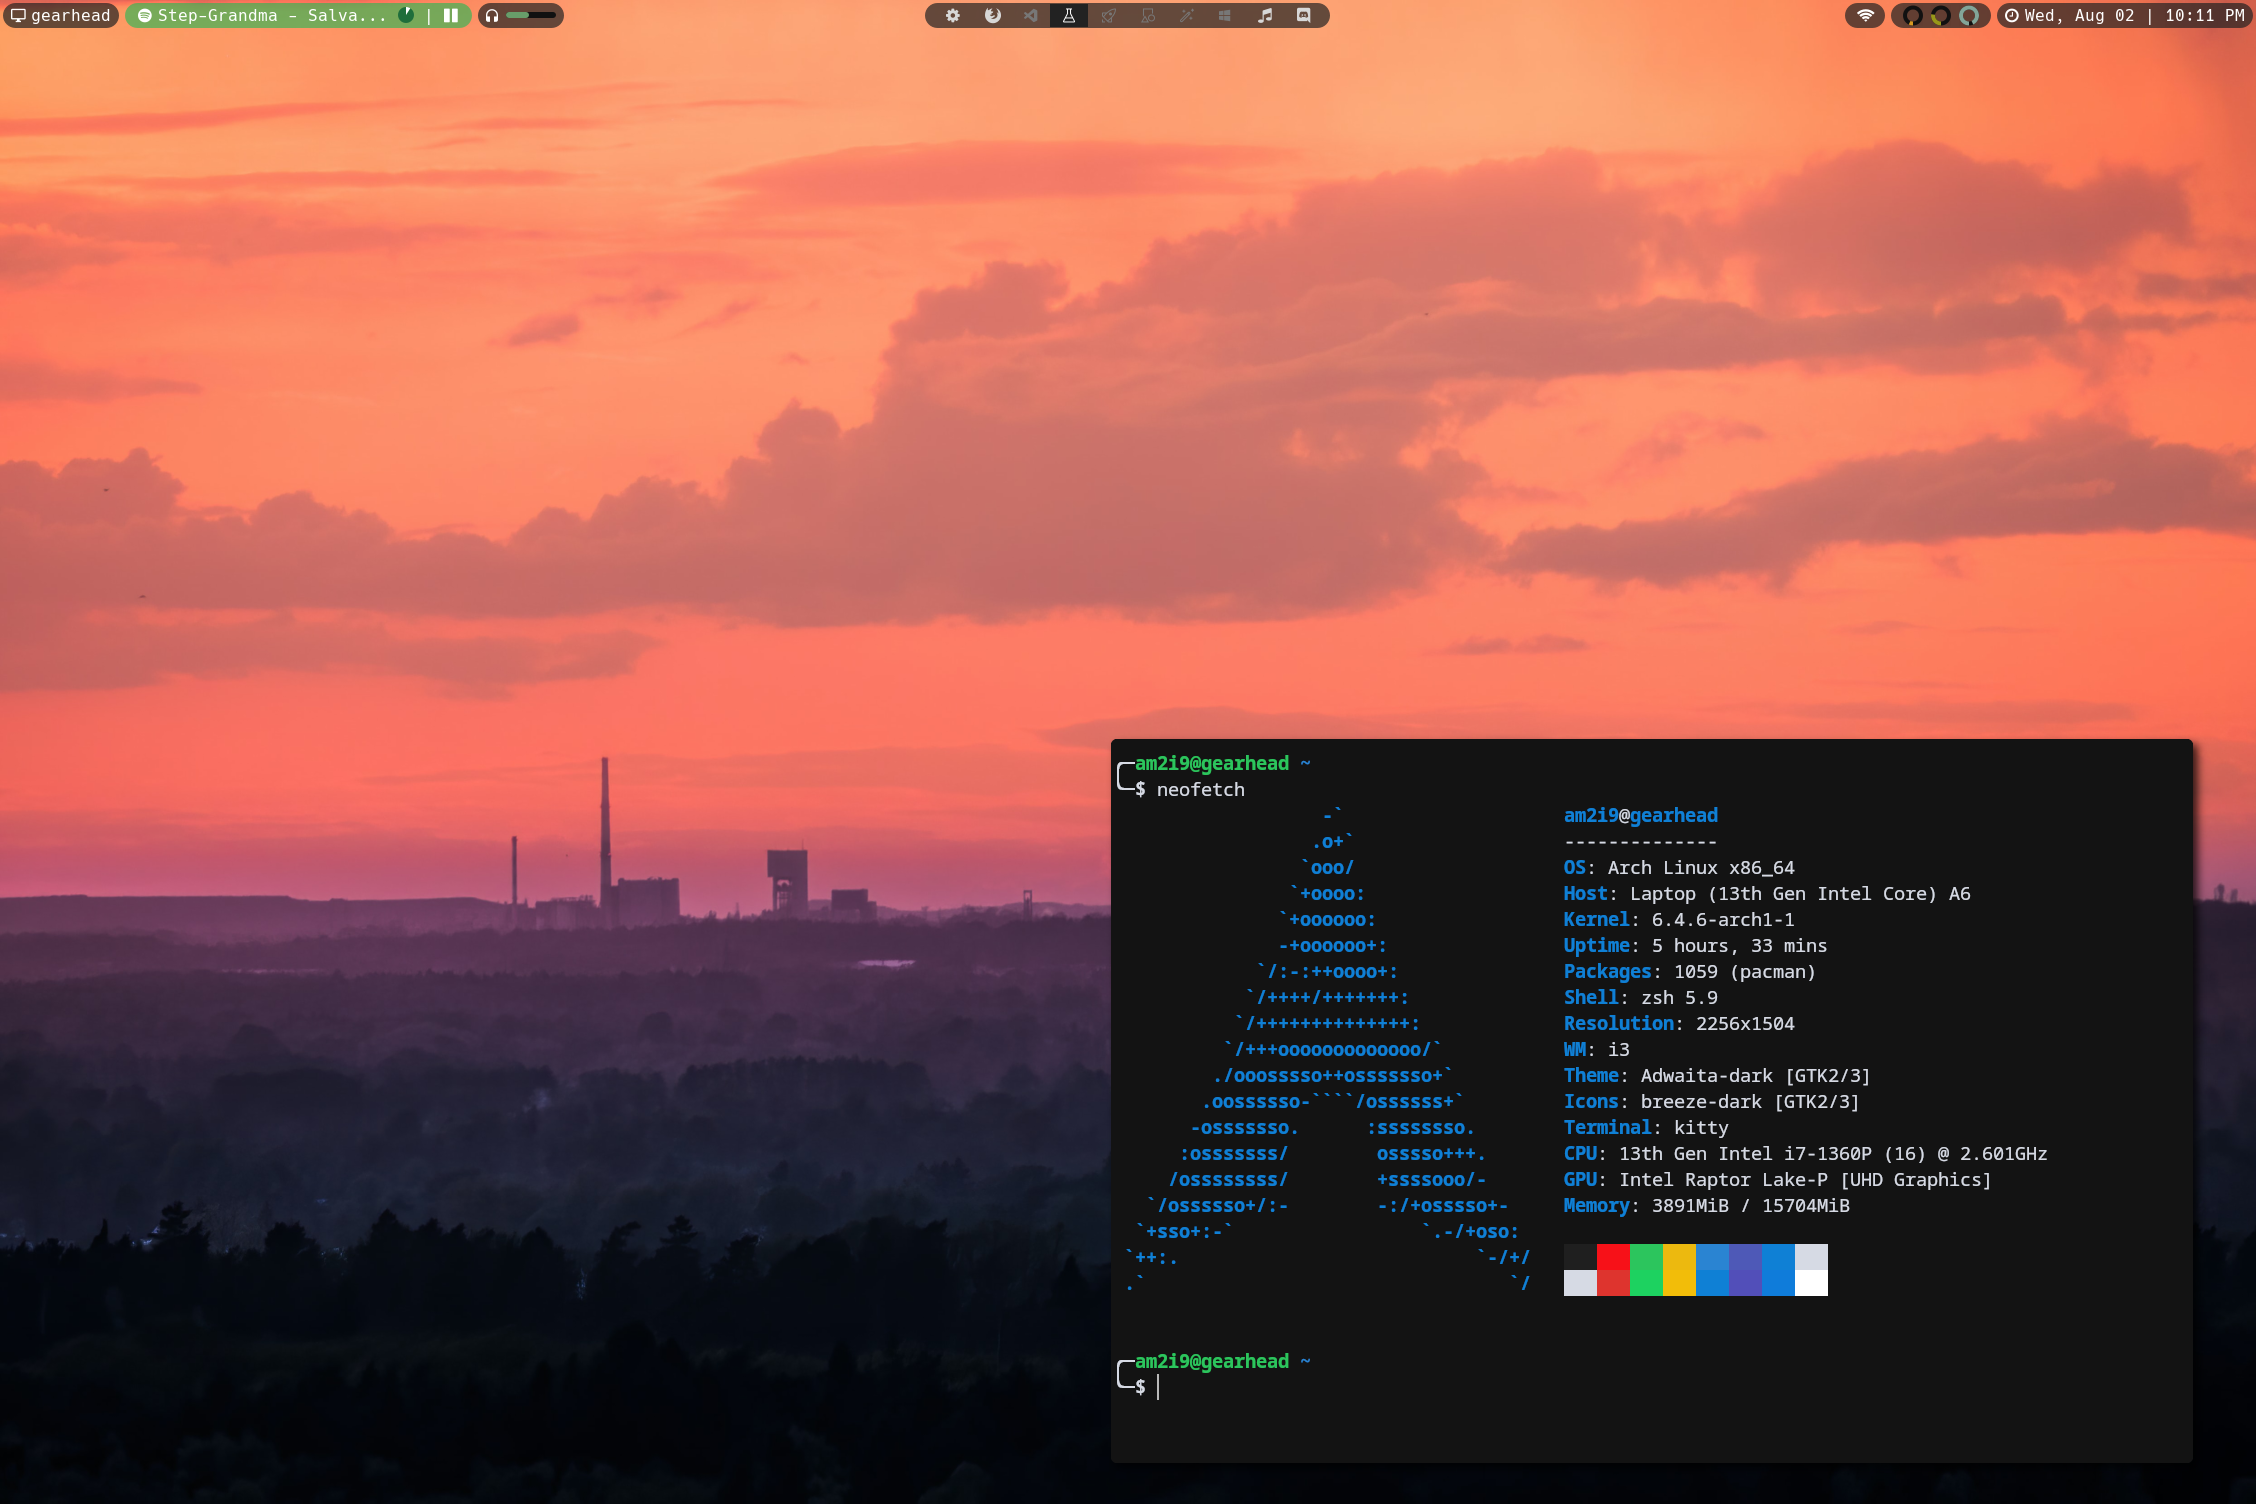 gearhead
Step-Grandma - Salva... |
Wed, Aug 02 | 10:11 PM
am2i9@gearhead ~
$ neofetch
                  -`
                 .o+`
                `ooo/
               `+oooo:
              `+oooooo:
              -+oooooo+:
            `/:-:++oooo+:
           `/++++/+++++++:
          `/++++++++++++++:
         `/+++ooooooooooooo/`
        ./ooosssso++osssssso+`
       .oossssso-````/ossssss+`
      -osssssso.      :ssssssso.
     :osssssss/        osssso+++.
    /ossssssss/        +ssssooo/-
  `/ossssso+/:-        -:/+osssso+-
 `+sso+:-`                 `.-/+oso:
`++:.                           `-/+/
.`                                 `/
am2i9@gearhead
--------------
OS: Arch Linux x86_64
Host: Laptop (13th Gen Intel Core) A6
Kernel: 6.4.6-arch1-1
Uptime: 5 hours, 33 mins
Packages: 1059 (pacman)
Shell: zsh 5.9
Resolution: 2256x1504
WM: i3
Theme: Adwaita-dark [GTK2/3]
Icons: breeze-dark [GTK2/3]
Terminal: kitty
CPU: 13th Gen Intel i7-1360P (16) @ 2.601GHz
GPU: Intel Raptor Lake-P [UHD Graphics]
Memory: 3891MiB / 15704MiB
am2i9@gearhead ~
$